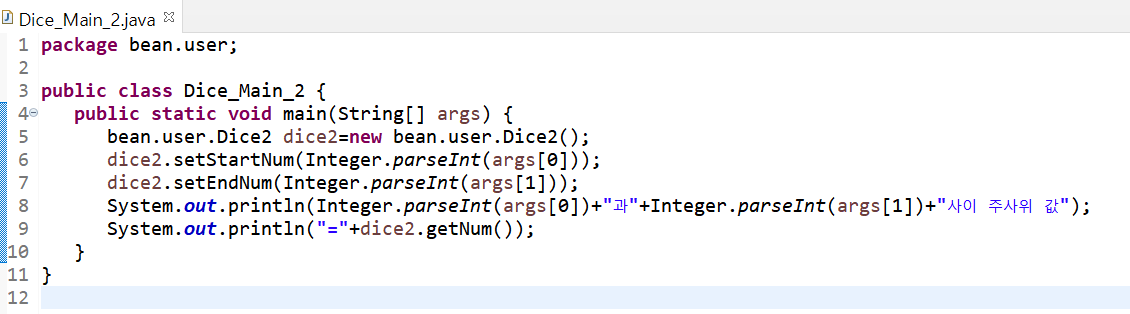 Dice_Main_2.java
1 package bean.user;
2
3 public class Dice_Main_2 {
4 public static void main(String[] args) {
5 bean.user.Dice2 dice2=new bean.user.Dice2();
6 dice2.setStartNum(Integer.parseInt(args[0]));
7 dice2.setEndNum(Integer.parseInt(args[1]));
8 System.out.println(Integer.parseInt(args[0])+"과"+Integer.parseInt(args[1])+"사이 주사위 값");
9 System.out.println("="+dice2.getNum());
10 }
11 }
12